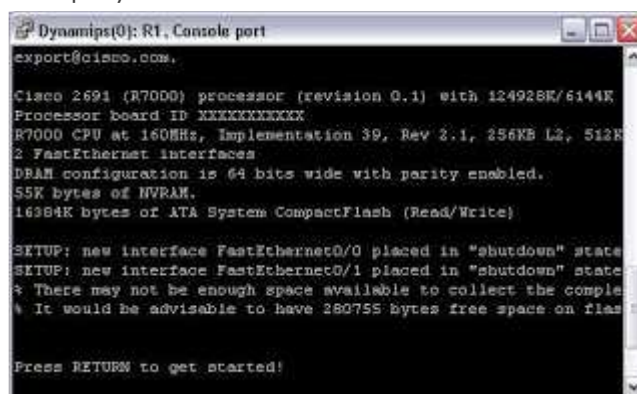 Dynamips(0): R1, Console port
export@cisco.com.
Cisco 2691 (R7000) processor (revision 0.1) with 124928K/6144K
Processor board ID XXXXXXXXXXX
R7000 CPU at 160MHz, Implementation 39, Rev 2.1, 256KB L2, 512K
2 FastEthernet interfaces
DRAM configuration is 64 bits wide with parity enabled.
55K bytes of NVRAM.
16384K bytes of ATA System CompactFlash (Read/Write)
SETUP: new interface FastEthernet0/0 placed in "shutdown" state
SETUP: new interface FastEthernet0/1 placed in "shutdown" state
% There may not be enough space available to collect the comple
% It would be advisable to have 280755 bytes free space on flas
Press RETURN to get started!